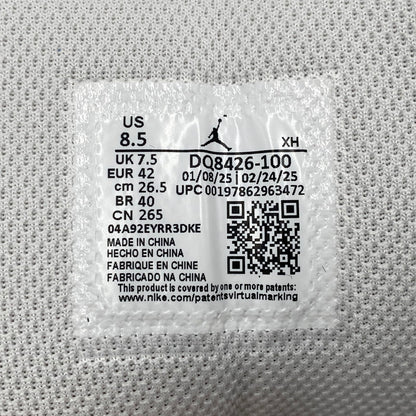 US
8.5
XH
UK 7.5
DQ8426-100
EUR 42
01/08/25 | 02/24/25
cm 26.5
UPC 00197862963472
BR 40
CN 265
04A92EYRR3DKE
MADE IN CHINA
HECHO EN CHINA
FABRIQUE EN CHINE
FABRICADO NA CHINA
This product is covered by one or more patents:
www.nike.com/patentsvirtualmarking